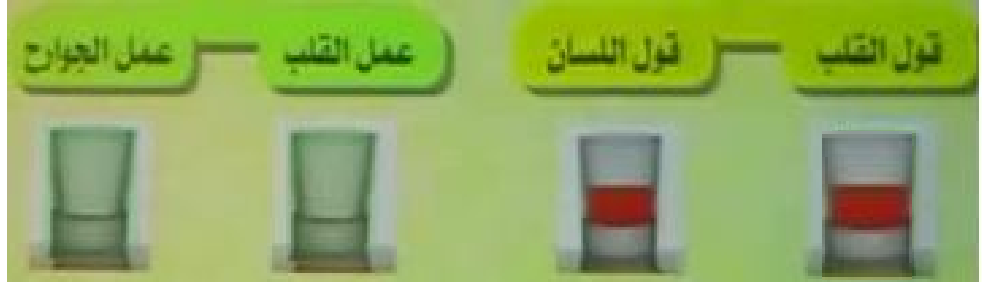 قول القلب
قول اللسان
عمل القلب
عمل الجوارح